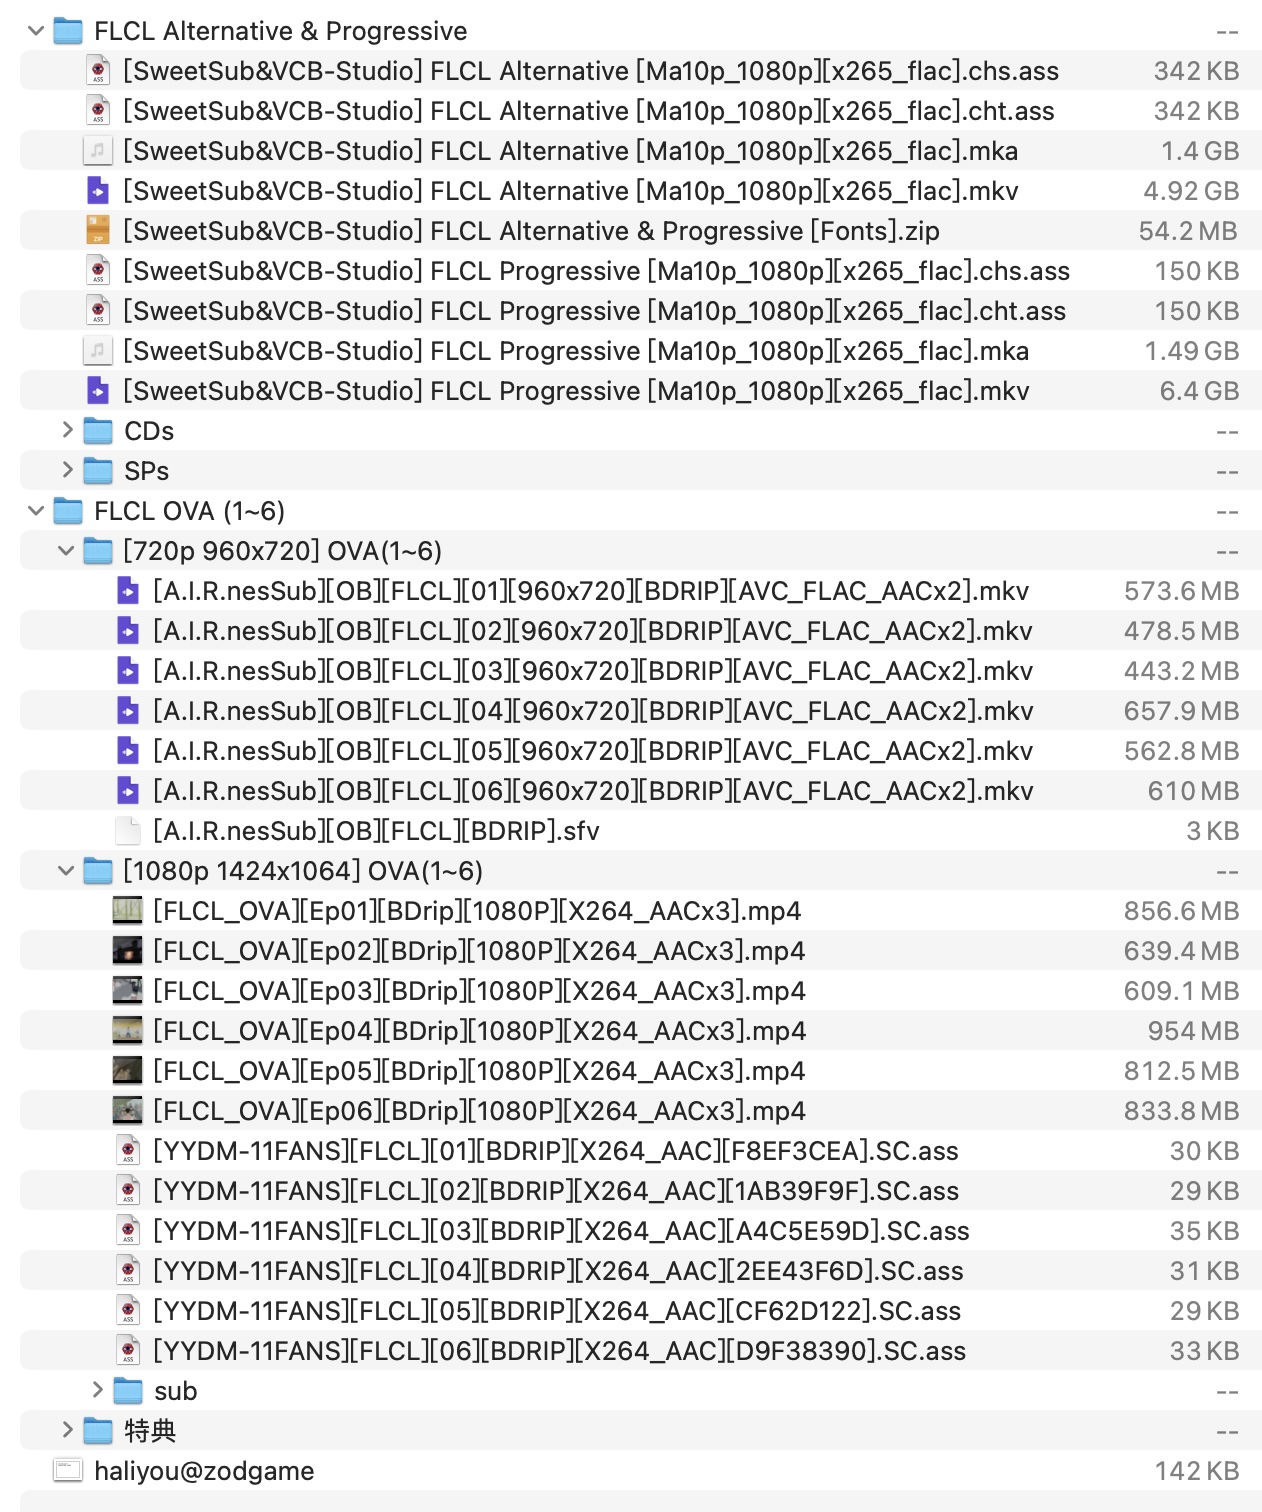 FLCL Alternative & Progressive --
[SweetSub&VCB-Studio] FLCL Alternative [Ma10p_1080p][x265_flac].chs.ass 342 KB
[SweetSub&VCB-Studio] FLCL Alternative [Ma10p_1080p][x265_flac].cht.ass 342 KB
[SweetSub&VCB-Studio] FLCL Alternative [Ma10p_1080p][x265_flac].mka 1.4 GB
[SweetSub&VCB-Studio] FLCL Alternative [Ma10p_1080p][x265_flac].mkv 4.92 GB
[SweetSub&VCB-Studio] FLCL Alternative & Progressive [Fonts].zip 54.2 MB
[SweetSub&VCB-Studio] FLCL Progressive [Ma10p_1080p][x265_flac].chs.ass 150 KB
[SweetSub&VCB-Studio] FLCL Progressive [Ma10p_1080p][x265_flac].cht.ass 150 KB
[SweetSub&VCB-Studio] FLCL Progressive [Ma10p_1080p][x265_flac].mka 1.49 GB
[SweetSub&VCB-Studio] FLCL Progressive [Ma10p_1080p][x265_flac].mkv 6.4 GB
CDs --
SPs --
FLCL OVA (1~6) --
[720p 960x720] OVA(1~6) --
[A.I.R.nesSub][OB][FLCL][01][960x720][BDRIP][AVC_FLAC_AACx2].mkv 573.6 MB
[A.I.R.nesSub][OB][FLCL][02][960x720][BDRIP][AVC_FLAC_AACx2].mkv 478.5 MB
[A.I.R.nesSub][OB][FLCL][03][960x720][BDRIP][AVC_FLAC_AACx2].mkv 443.2 MB
[A.I.R.nesSub][OB][FLCL][04][960x720][BDRIP][AVC_FLAC_AACx2].mkv 657.9 MB
[A.I.R.nesSub][OB][FLCL][05][960x720][BDRIP][AVC_FLAC_AACx2].mkv 562.8 MB
[A.I.R.nesSub][OB][FLCL][06][960x720][BDRIP][AVC_FLAC_AACx2].mkv 610 MB
[A.I.R.nesSub][OB][FLCL][BDRIP].sfv 3 KB
[1080p 1424x1064] OVA(1~6) --
[FLCL_OVA][Ep01][BDrip][1080P][X264_AACx3].mp4 856.6 MB
[FLCL_OVA][Ep02][BDrip][1080P][X264_AACx3].mp4 639.4 MB
[FLCL_OVA][Ep03][BDrip][1080P][X264_AACx3].mp4 609.1 MB
[FLCL_OVA][Ep04][BDrip][1080P][X264_AACx3].mp4 954 MB
[FLCL_OVA][Ep05][BDrip][1080P][X264_AACx3].mp4 812.5 MB
[FLCL_OVA][Ep06][BDrip][1080P][X264_AACx3].mp4 833.8 MB
[YYDM-11FANS][FLCL][01][BDRIP][X264_AAC][F8EF3CEA].SC.ass 30 KB
[YYDM-11FANS][FLCL][02][BDRIP][X264_AAC][1AB39F9F].SC.ass 29 KB
[YYDM-11FANS][FLCL][03][BDRIP][X264_AAC][A4C5E59D].SC.ass 35 KB
[YYDM-11FANS][FLCL][04][BDRIP][X264_AAC][2EE43F6D].SC.ass 31 KB
[YYDM-11FANS][FLCL][05][BDRIP][X264_AAC][CF62D122].SC.ass 29 KB
[YYDM-11FANS][FLCL][06][BDRIP][X264_AAC][D9F38390].SC.ass 33 KB
sub --
特典 --
haliyou@zodgame 142 KB